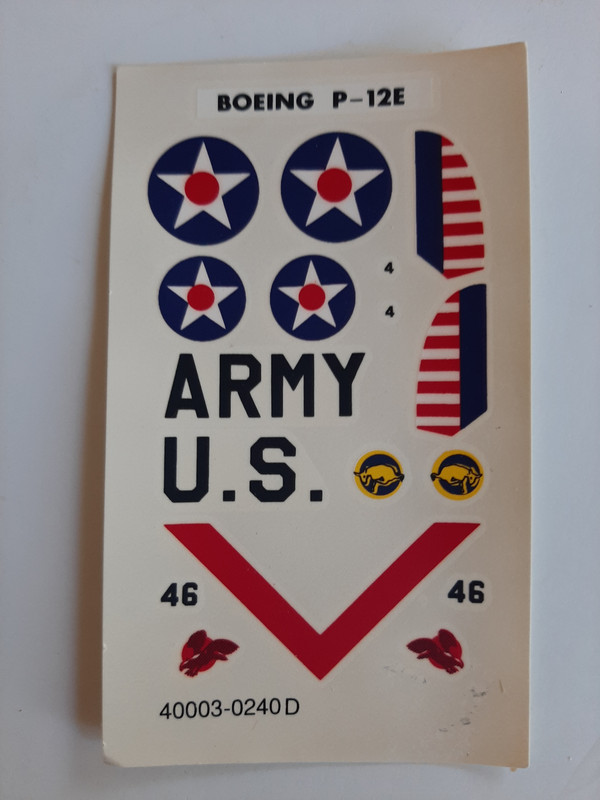 BOEING P-12E
4
4
ARMY
U.S.
46 46
40003-0240D